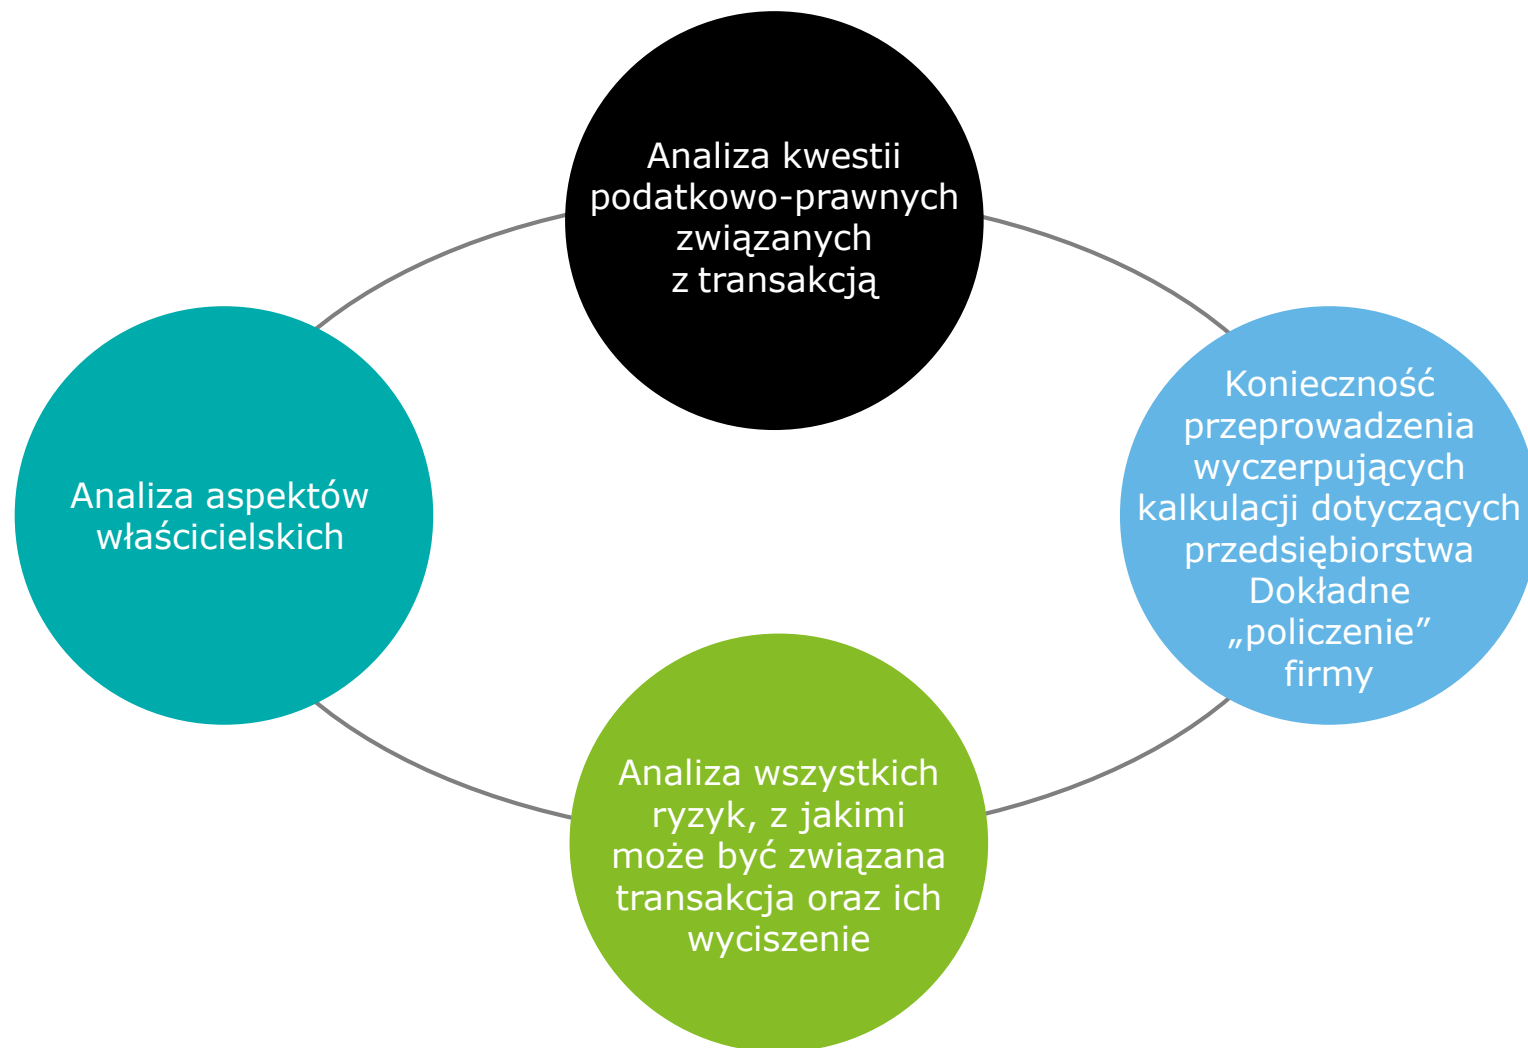 Analiza kwestii
podatkowo-prawnych
związanych
z transakcją
Analiza aspektów
właścicielskich
Konieczność
przeprowadzenia
wyczerpujących
kalkulacji dotyczących
przedsiębiorstwa
Dokładne
„policzenie”
firmy
Analiza wszystkich
ryzyk, z jakimi
może być związana
transakcja oraz ich
wyciszenie